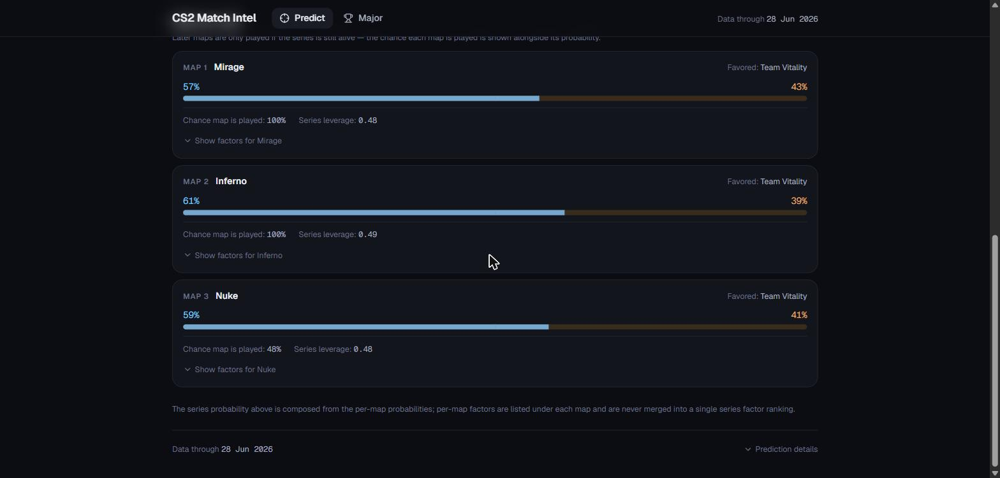 CS2 Match Intel Predict Major Data through 28 Jun 2026
Later maps are only played if the series is still alive — the chance each map is played is shown alongside its probability.
MAP 1 Mirage Favored: Team Vitality
57% 43%
Chance map is played: 100% Series leverage: 0.48
Show factors for Mirage
MAP 2 Inferno Favored: Team Vitality
61% 39%
Chance map is played: 100% Series leverage: 0.49
Show factors for Inferno
MAP 3 Nuke Favored: Team Vitality
59% 41%
Chance map is played: 48% Series leverage: 0.48
Show factors for Nuke
The series probability above is composed from the per-map probabilities; per-map factors are listed under each map and are never merged into a single series factor ranking.
Data through 28 Jun 2026 Prediction details